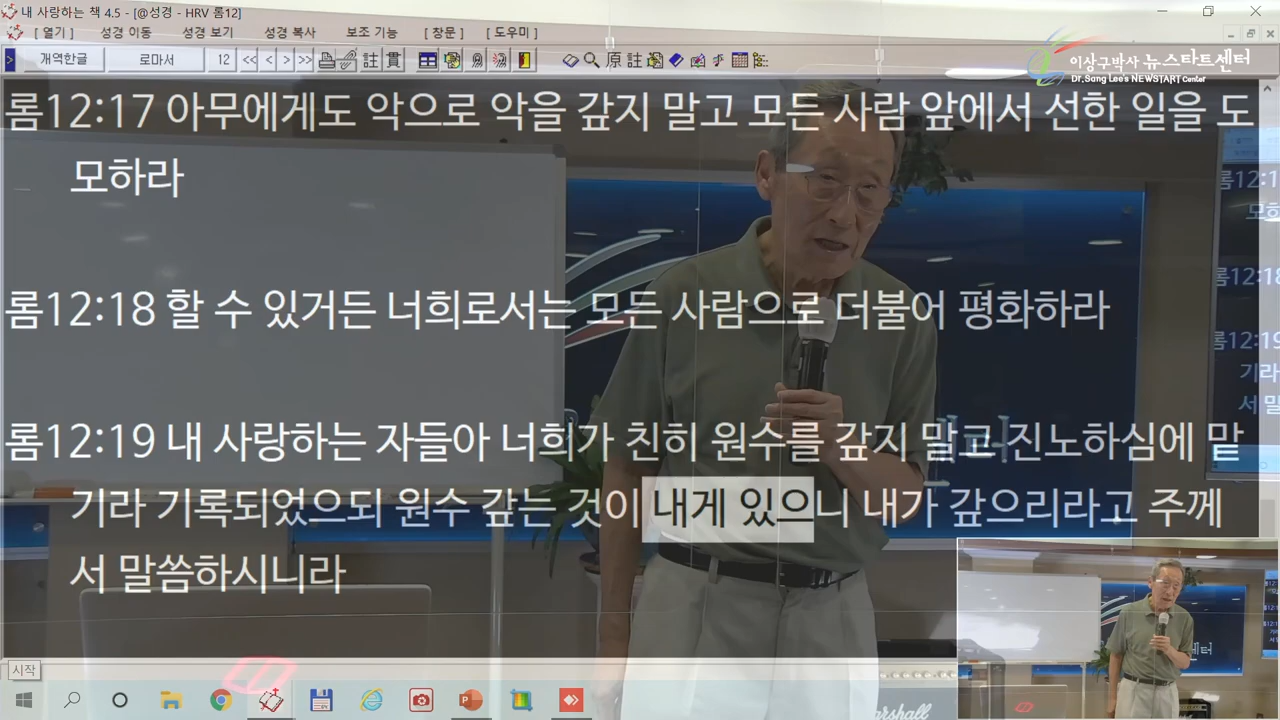 내 사랑하는 책 4.5 - [@성경 - HRV 롬12]
[ 열기 ] 성경 이동 성경 보기 성경 복사 보조 기능 [ 창문 ] [ 도우미 ]
개역한글 로마서 12 << < > >> 註 貫 原 註
이상구박사 뉴스타트센터
Dr.Sang Lee's NEWSTART Center
롬12:17 아무에게도 악으로 악을 갚지 말고 모든 사람 앞에서 선한 일을 도
모하라
롬12:18 할 수 있거든 너희로서는 모든 사람으로 더불어 평화하라
롬12:19 내 사랑하는 자들아 너희가 친히 원수를 갚지 말고 진노하심에 맡
기라 기록되었으되 원수 갚는 것이 내게 있으니 내가 갚으리라고 주께
서 말씀하시니라
롬12:1
모하
롬12:18
롬12:19
기라
서 말
센터
시작
Marshall